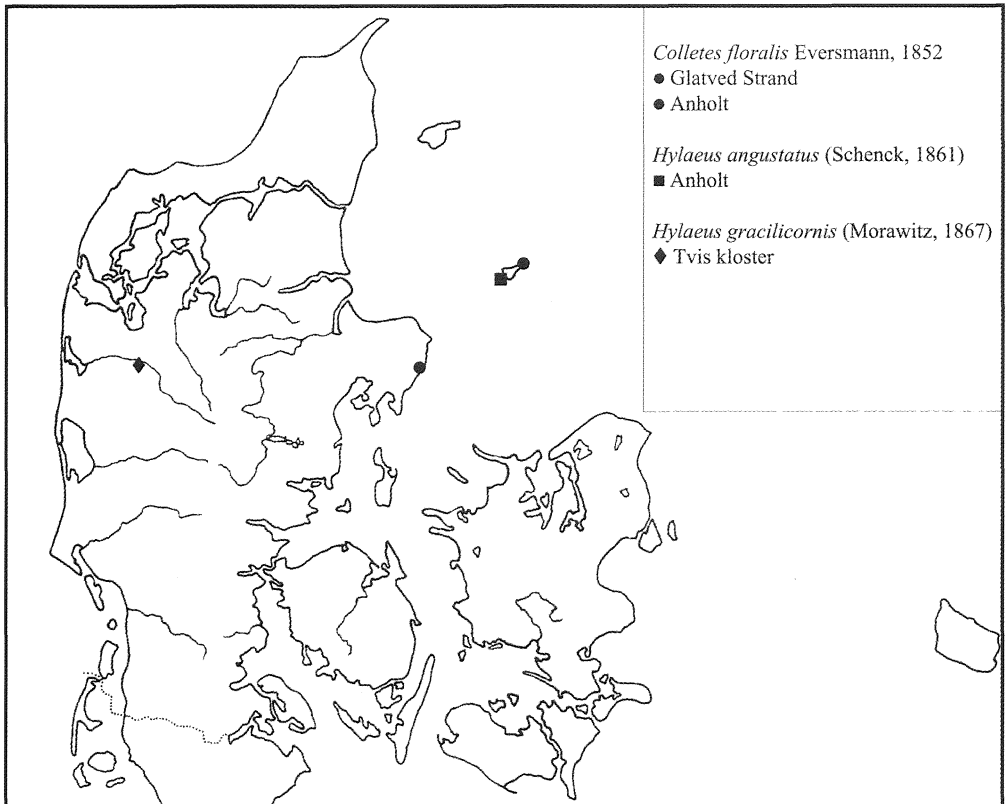 Colletes floralis Eversmann, 1852
● Glatved Strand
● Anholt
Hylaeus angustatus (Schenck, 1861)
■ Anholt
Hylaeus gracilicornis (Morawitz, 1867)
♦ Tvis kloster